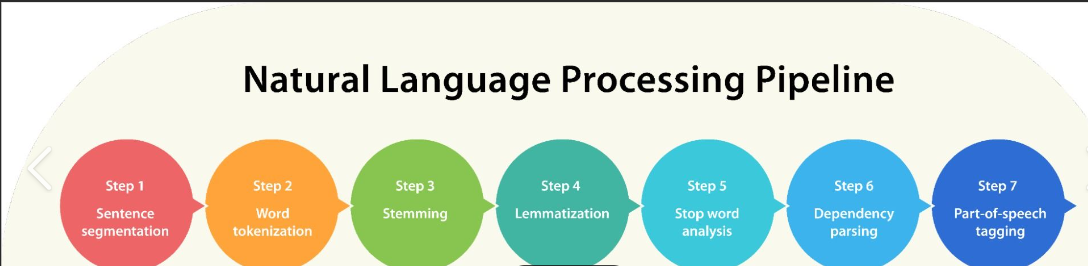 Natural Language Processing Pipeline
Step 1
Sentence
segmentation
Step 2
Word
tokenization
Step 3
Stemming
Step 4
Lemmatization
Step 5
Stop word
analysis
Step 6
Dependency
parsing
Step 7
Part-of-speech
tagging